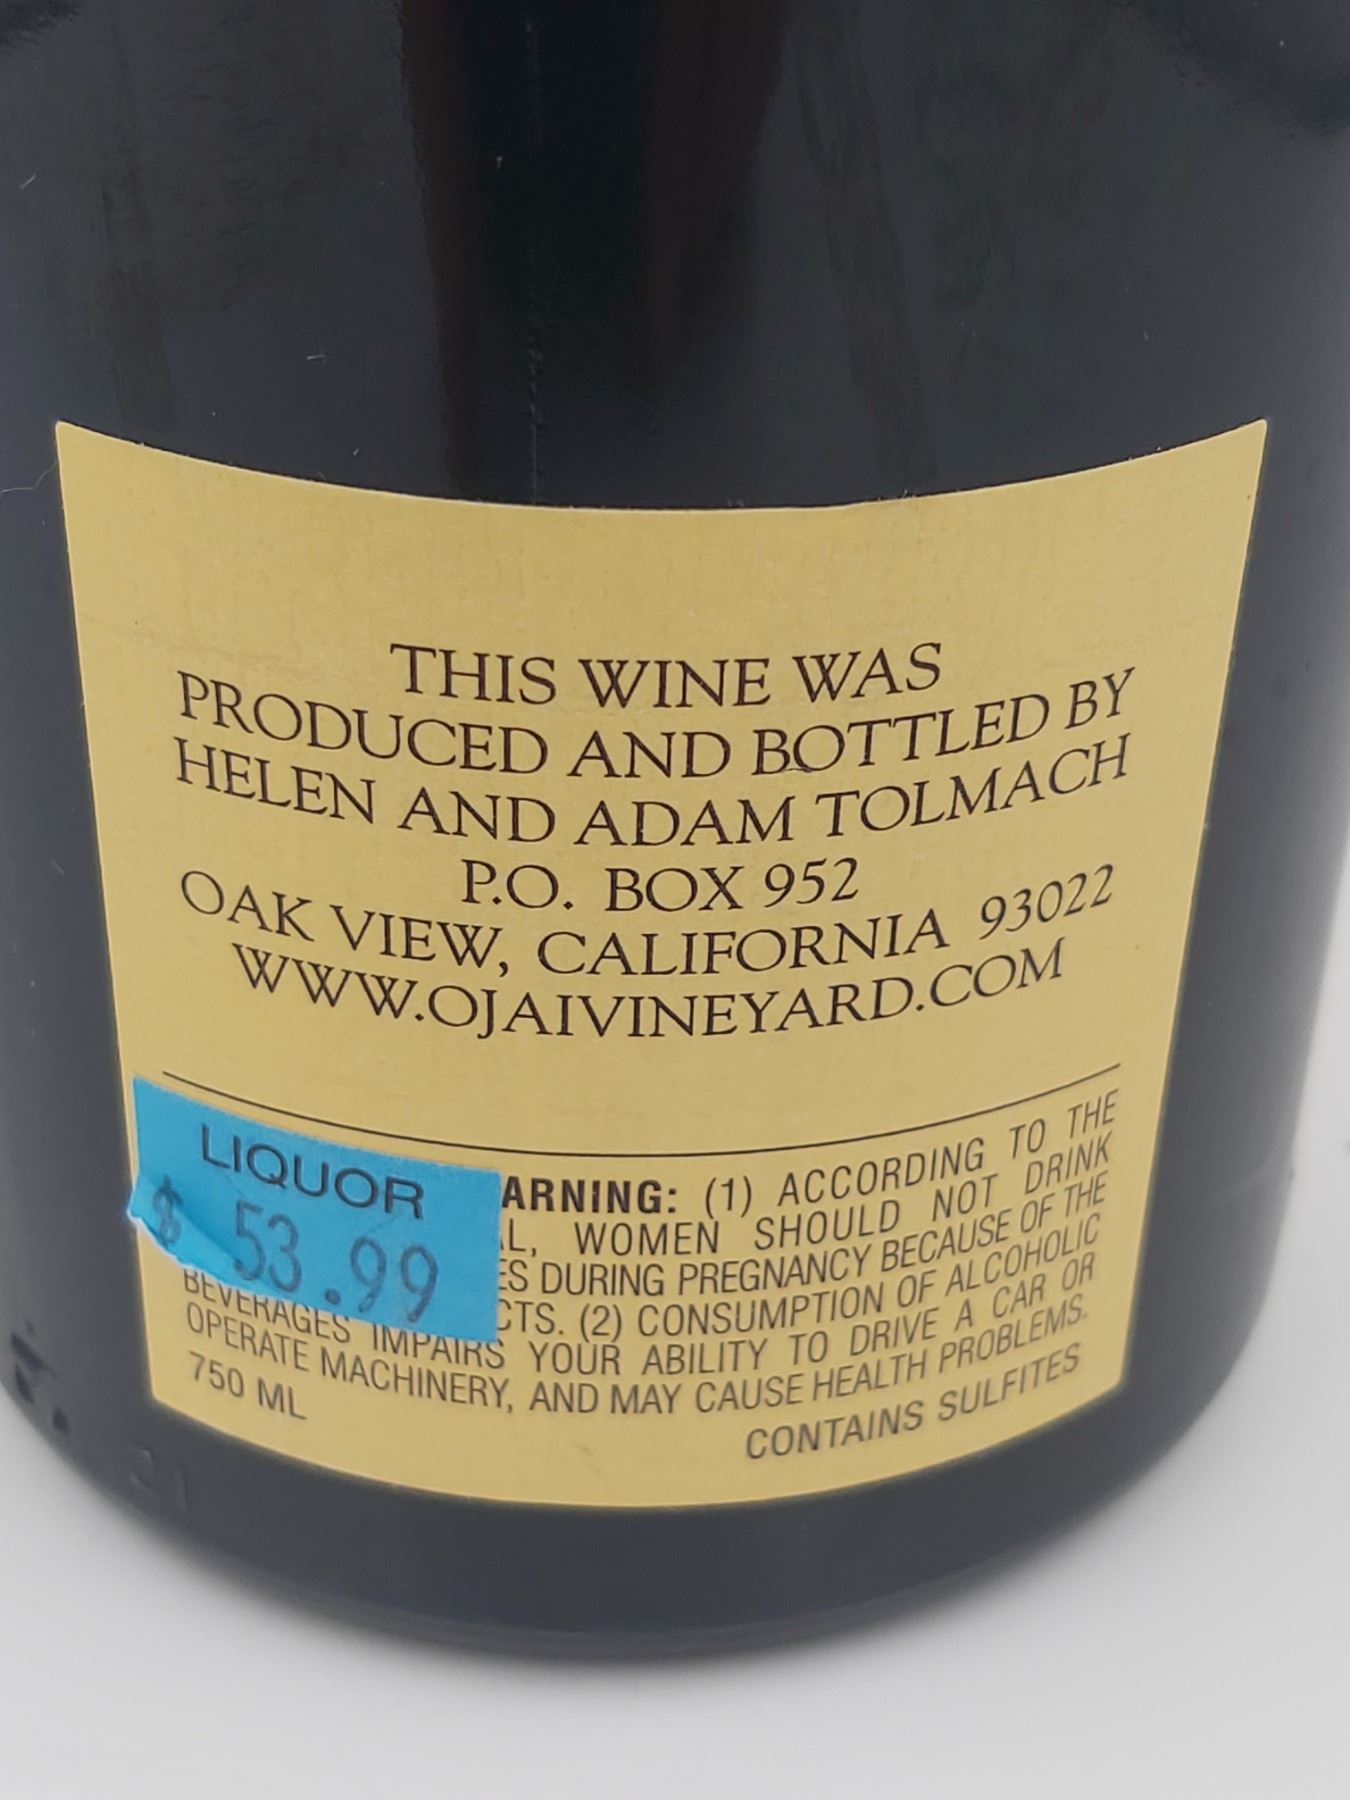 THIS WINE WAS
PRODUCED AND BOTTLED BY
HELEN AND ADAM TOLMACH
P.O. BOX 952
OAK VIEW, CALIFORNIA 93022
WWW.OJAIVINEYARD.COM
LIQUOR
$ 53.99
ARNING: (1) ACCORDING TO THE
L, WOMEN SHOULD NOT DRINK
ES DURING PREGNANCY BECAUSE OF THE
CTS. (2) CONSUMPTION OF ALCOHOLIC
BEVERAGES IMPAIRS YOUR ABILITY TO DRIVE A CAR OR
OPERATE MACHINERY, AND MAY CAUSE HEALTH PROBLEMS.
750 ML
CONTAINS SULFITES